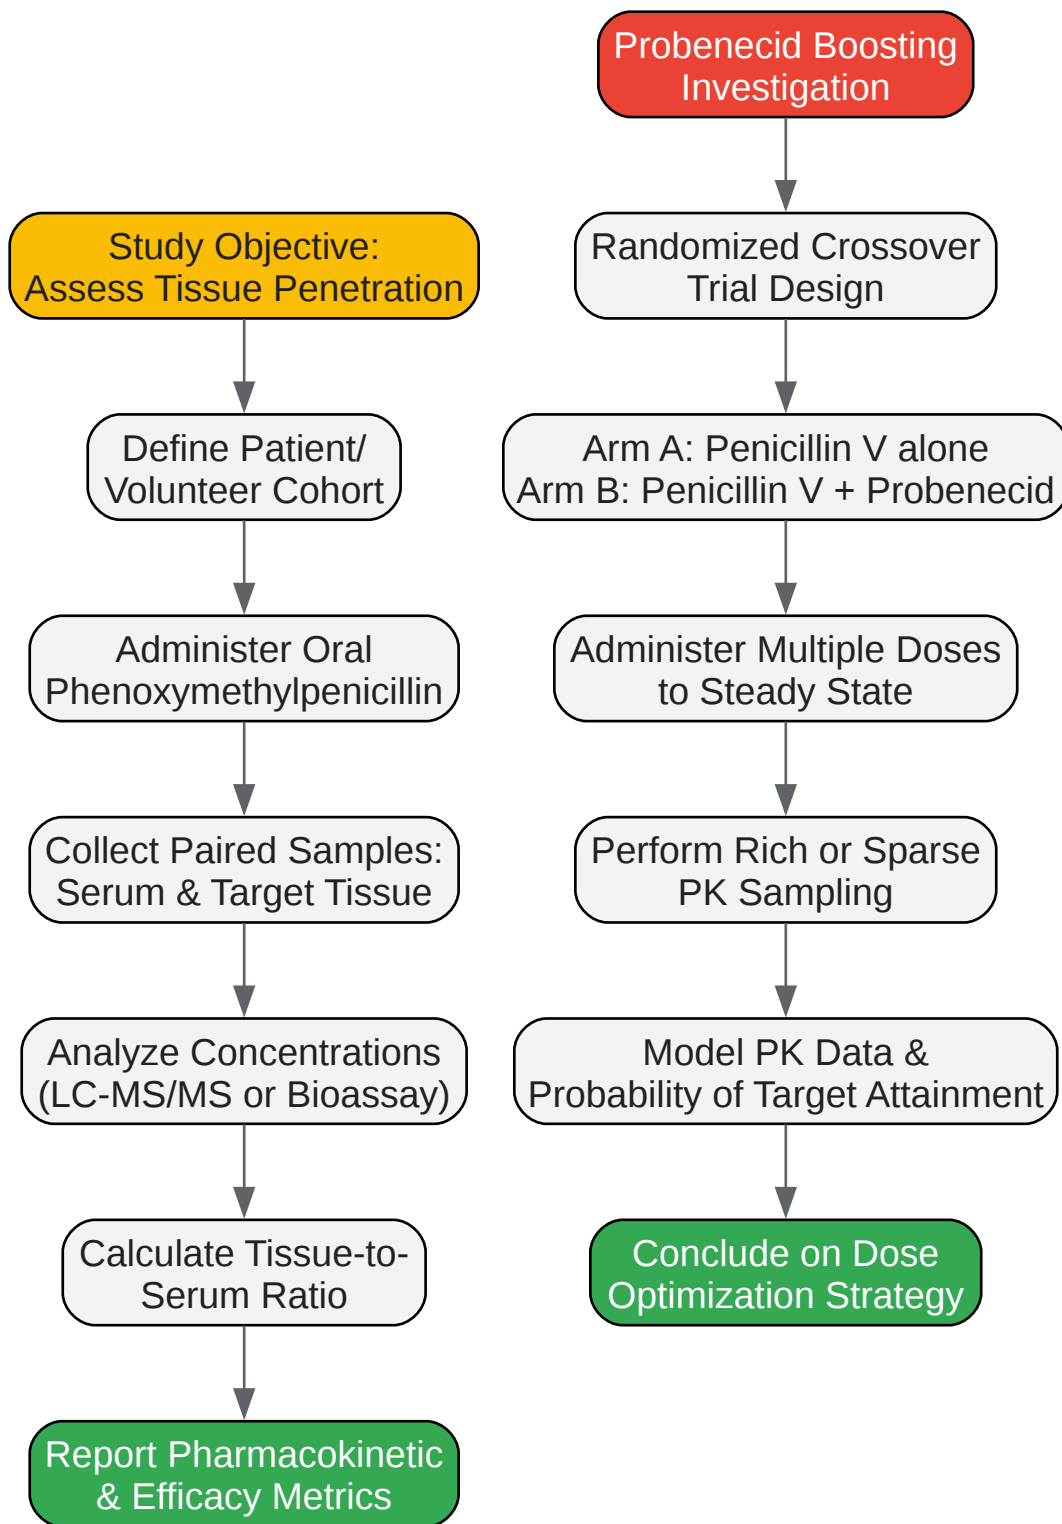 Study Objective:
Assess Tissue Penetration
Define Patient/
Volunteer Cohort
Administer Oral
Phenoxymethylpenicillin
Collect Paired Samples:
Serum & Target Tissue
Analyze Concentrations
(LC-MS/MS or Bioassay)
Calculate Tissue-to-
Serum Ratio
Report Pharmacokinetic
& Efficacy Metrics
Probenecid Boosting
Investigation
Randomized Crossover
Trial Design
Arm A: Penicillin V alone
Arm B: Penicillin V + Probenecid
Administer Multiple Doses
to Steady State
Perform Rich or Sparse
PK Sampling
Model PK Data &
Probability of Target Attainment
Conclude on Dose
Optimization Strategy